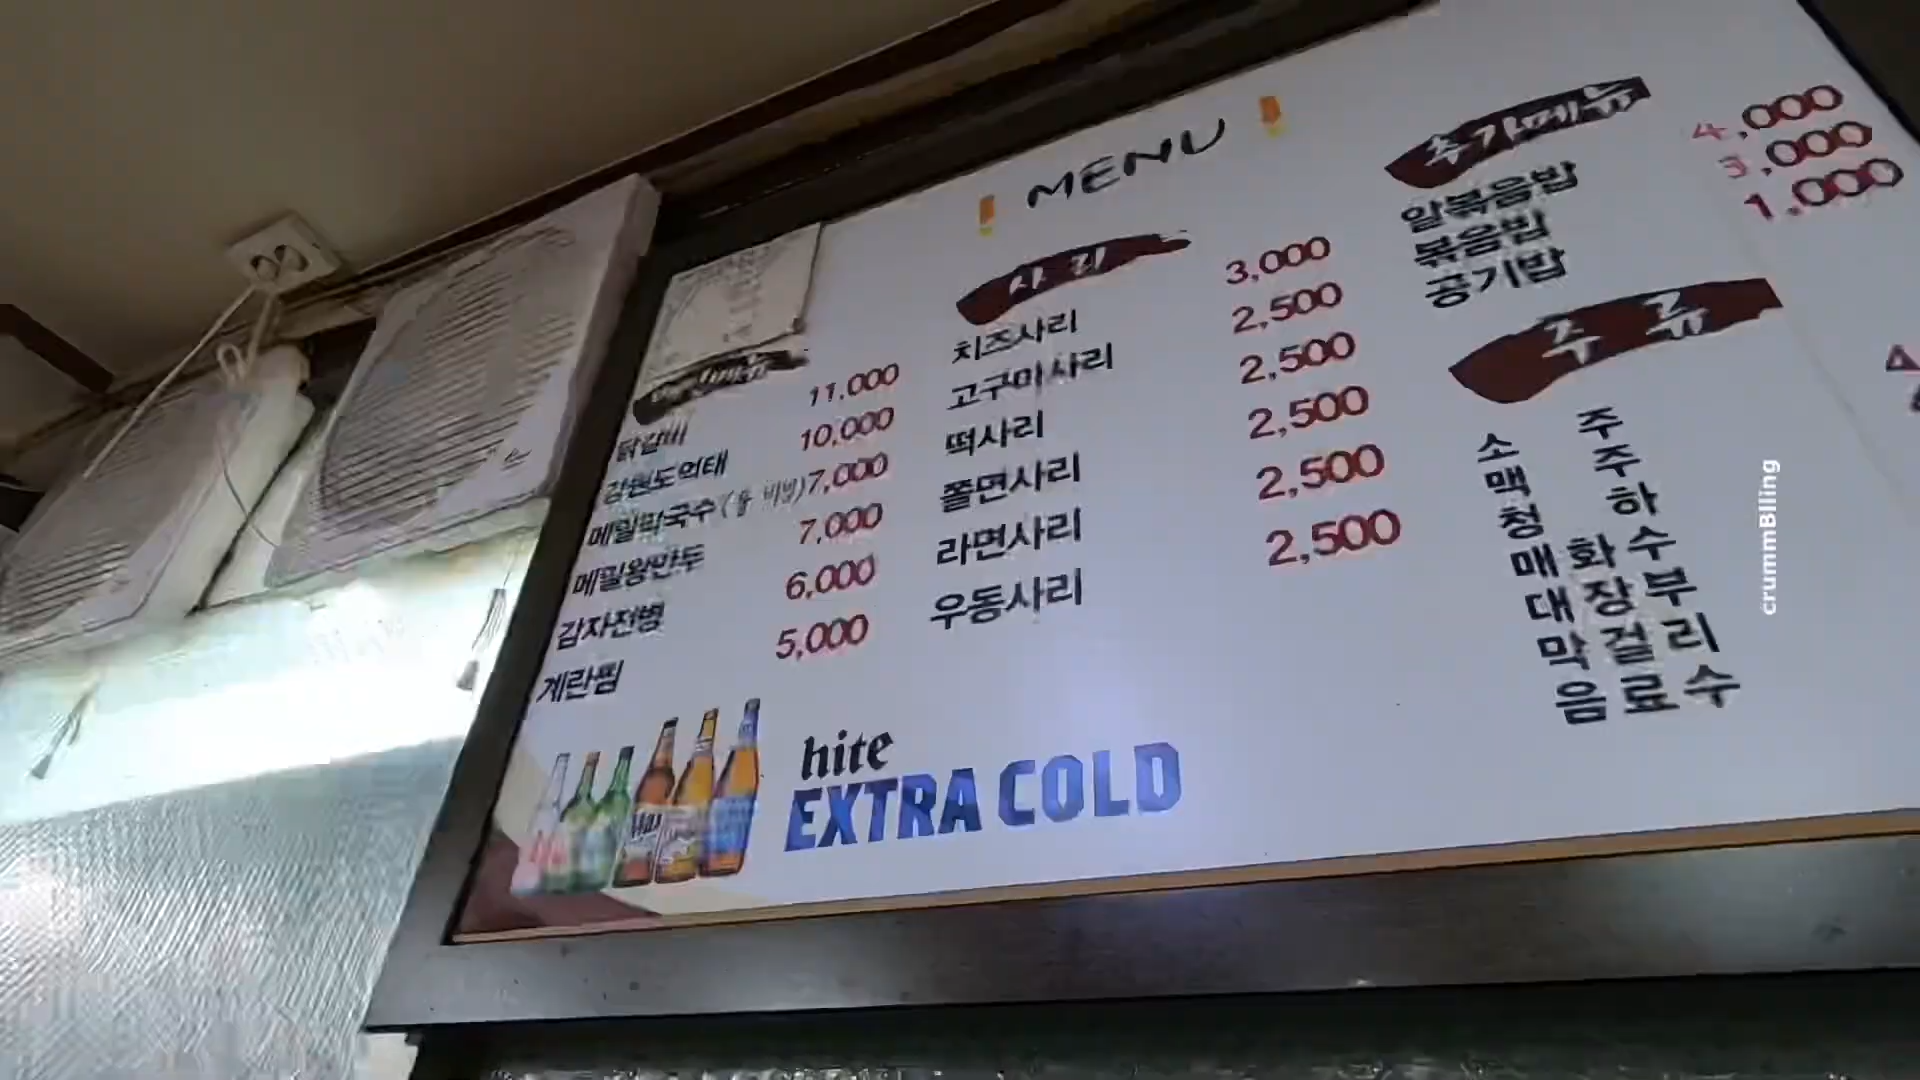 ! MENU !
닭갈비 11,000
강원도먹태 10,000
메밀막국수(물 비빔) 7,000
메밀왕만두 7,000
감자전병 6,000
계란찜 5,000
사리
치즈사리 3,000
고구마사리 2,500
떡사리 2,500
쫄면사리 2,500
라면사리 2,500
우동사리 2,500
추가메뉴
알볶음밥 4,000
볶음밥 3,000
공기밥 1,000
주류
소주
맥주
청하
매화수
대장부
막걸리
음료수
hite
EXTRA COLD
crummBling